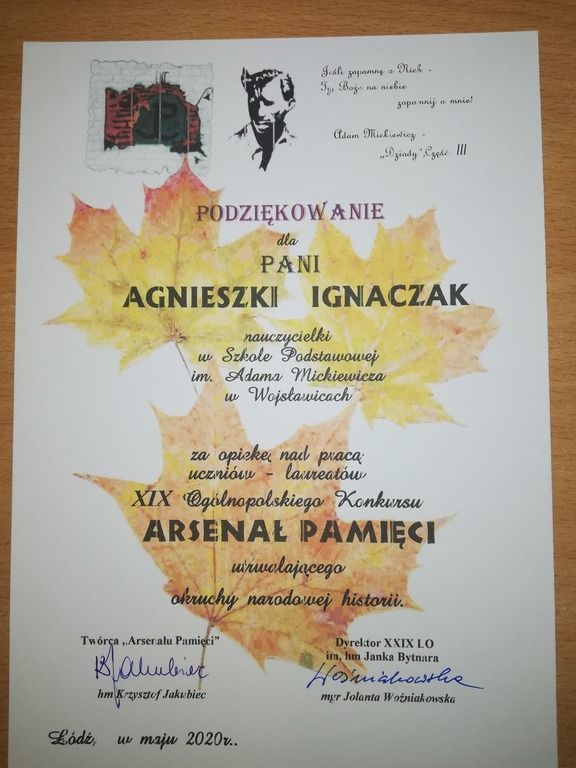 Jeśli zapomnę o Nich -
Ty, Boże na niebie
zapomnij o mnie!
Adam Mickiewicz -
„Dziady",Część III
PODZIĘKOWANIE
dla
PANI
AGNIESZKI IGNACZAK
nauczycielki
w Szkole Podstawowej
im. Adama Mickiewicza
w Wojsławicach
za opiekę nad pracą
uczniów - laureatów
XIX Ogólnopolskiego Konkursu
ARSENAŁ PAMIĘCI
utrwalającego
okruchy narodowej historii.
Twórca „Arsenału Pamięci"
KJakubiec
hm Krzysztof Jakubiec
Dyrektor XXIX LO
im. hm Janka Bytnara
Woźniakowska
mgr Jolanta Woźniakowska
Łódź, w maju 2020r..